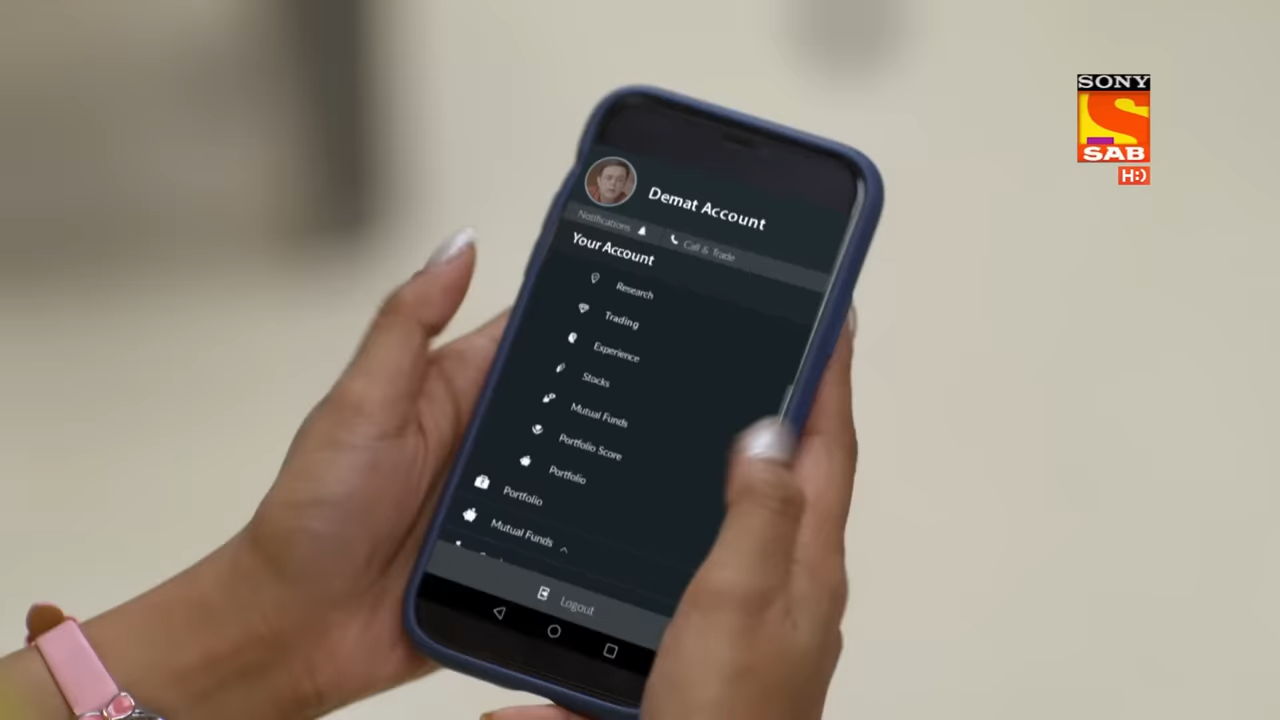 SONY
SAB
HD
Demat Account
Notifications
Call & Trade
Your Account
Research
Trading
Experience
Stocks
Mutual Funds
Portfolio Score
Portfolio
Portfolio
Mutual Funds
Logout